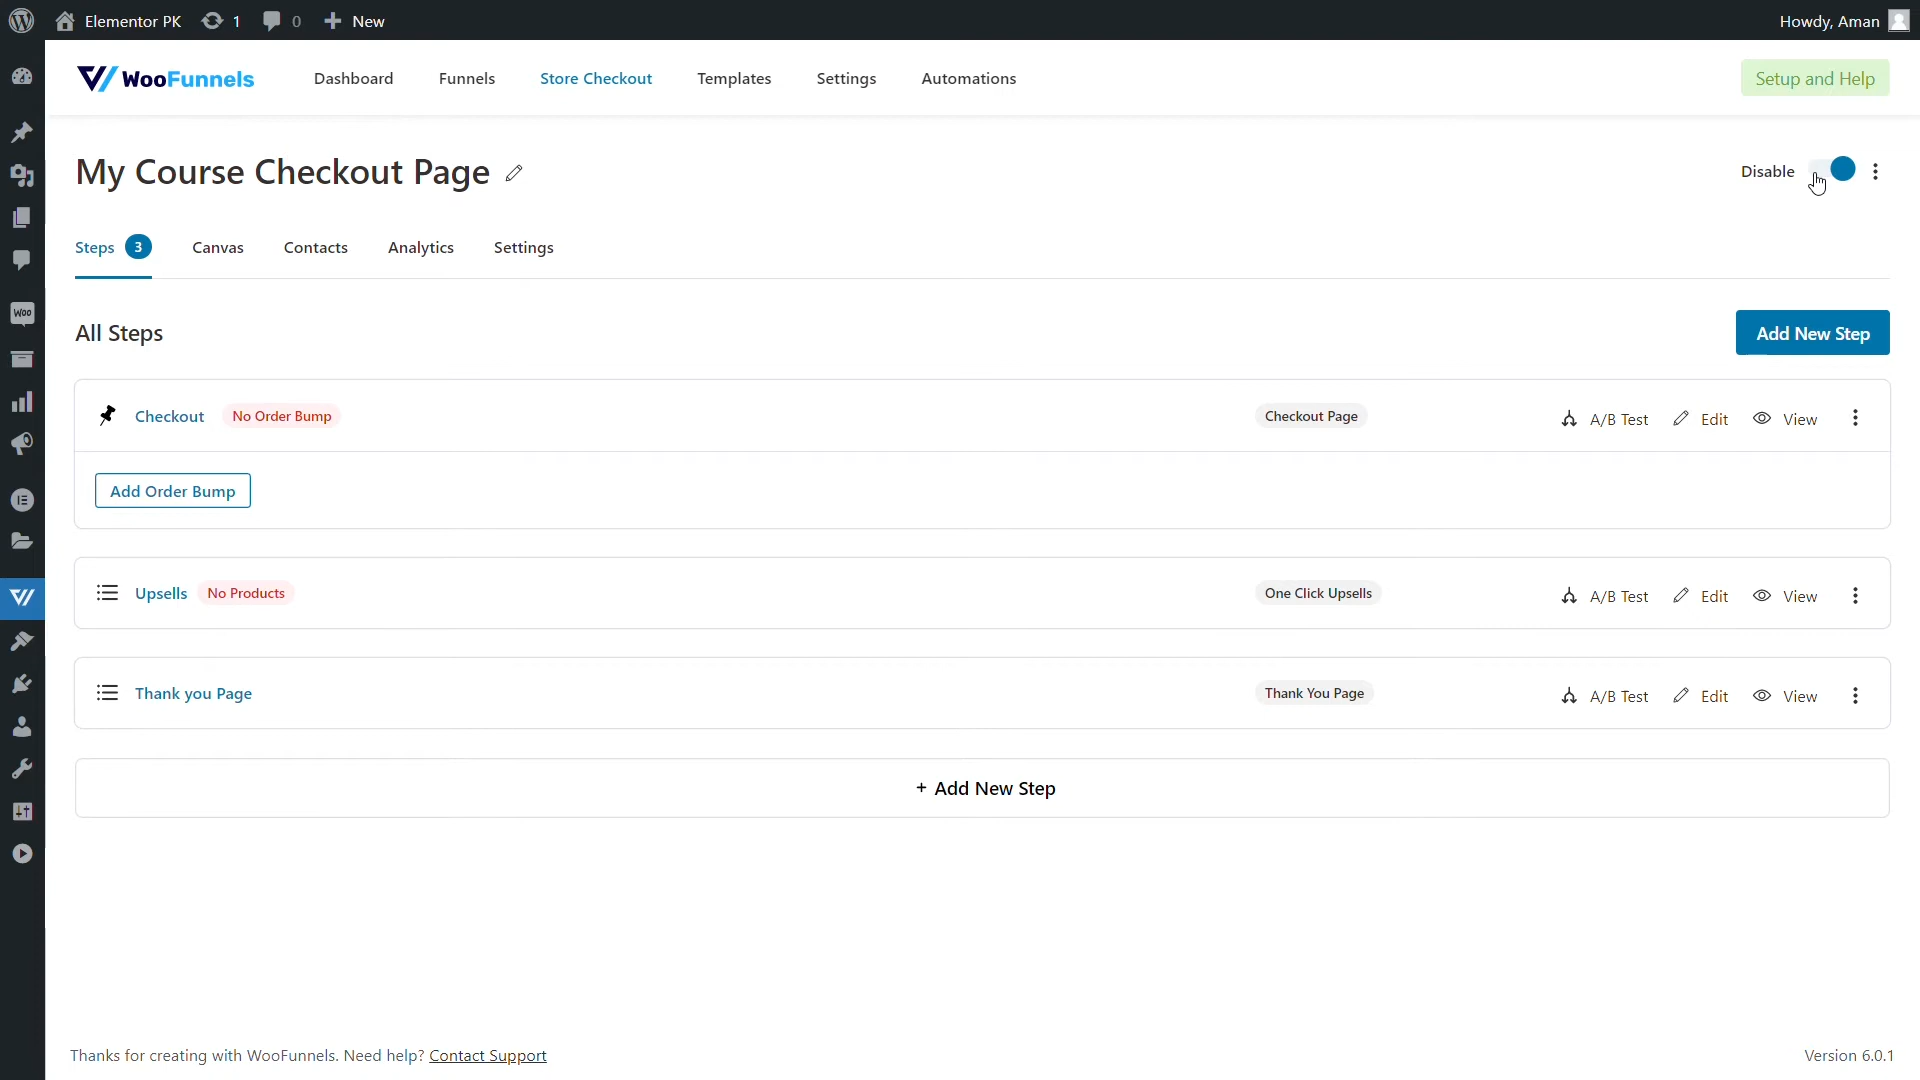 Elementor PK 1 0 New Howdy, Aman
WooFunnels Dashboard Funnels Store Checkout Templates Settings Automations Setup and Help
My Course Checkout Page Disable
Steps 3 Canvas Contacts Analytics Settings
All Steps Add New Step
Checkout No Order Bump Checkout Page A/B Test Edit View
Add Order Bump
Upsells No Products One Click Upsells A/B Test Edit View
Thank you Page Thank You Page A/B Test Edit View
+ Add New Step
Thanks for creating with WooFunnels. Need help? Contact Support Version 6.0.1
Woo